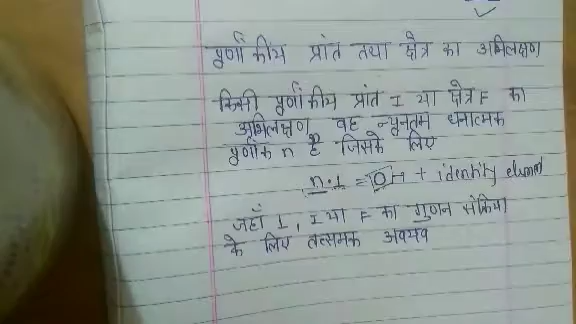 पूर्णांकीय प्रांत तथा क्षेत्र का अभिलक्षण
किसी पूर्णांकीय प्रांत I या क्षेत्र F का
अभिलक्षण वह न्यूनतम धनात्मक
पूर्णांक n है जिसके लिए
n.1 = 0 + identity element
जहाँ 1, I या F का गुणन संक्रिया
के लिए तत्समक अवयव